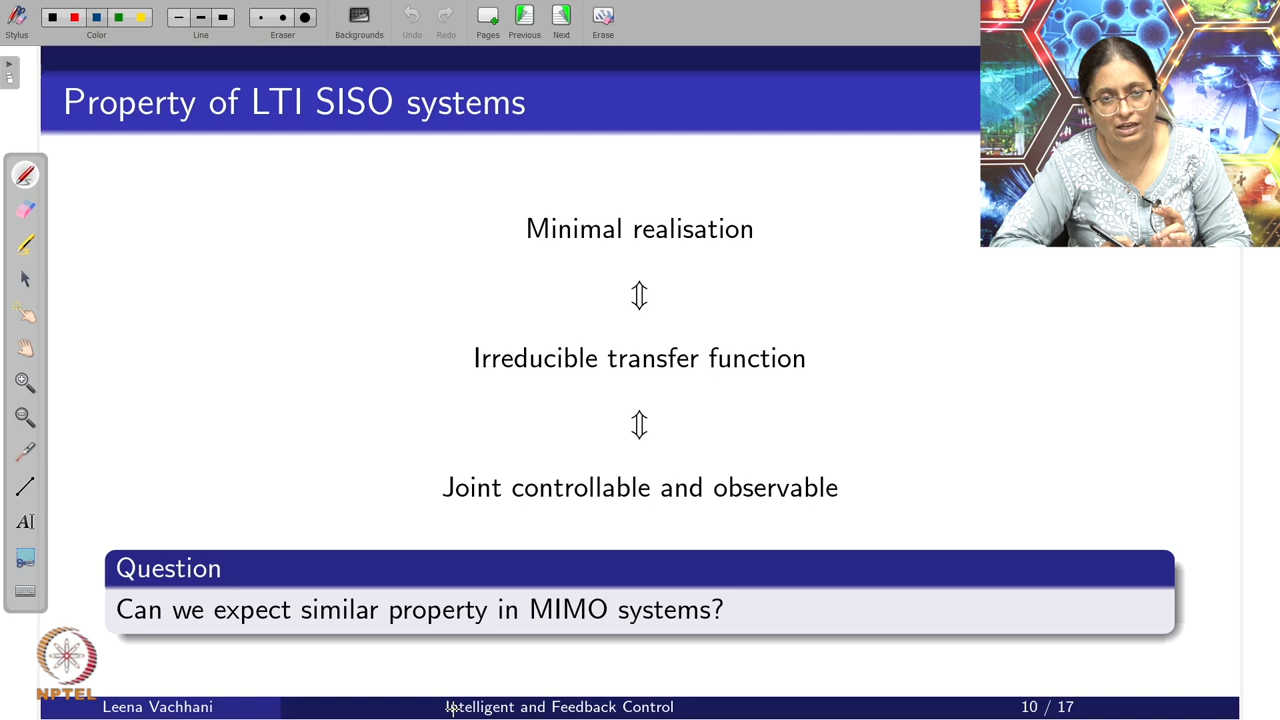 Stylus
Color
Line
Eraser
Backgrounds
Undo
Redo
Pages
Previous
Next
Erase
Property of LTI SISO systems
Minimal realisation
⇕
Irreducible transfer function
⇕
Joint controllable and observable
Question
Can we expect similar property in MIMO systems?
NPTEL
Leena Vachhani
Intelligent and Feedback Control
10 / 17